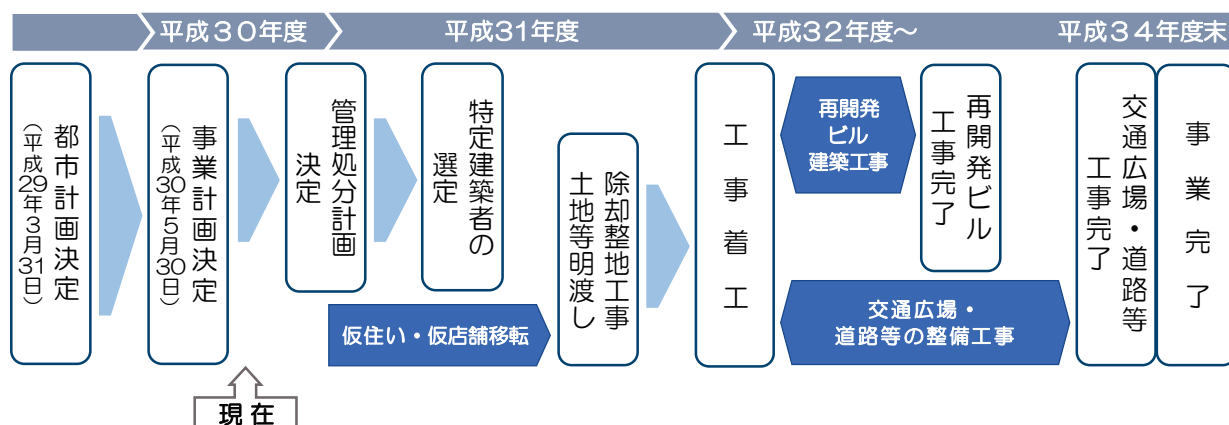 平成３０年度
平成31年度
平成32年度～
平成３４年度末
都市計画決定
（平成29年３月31日）
事業計画決定
（平成30年５月30日）
管理処分計画
決定
特定建築者の
選定
仮住い・仮店舗移転
除却整地工事
土地等明渡し
工事着工
再開発
ビル
建築工事
再開発ビル
工事完了
交通広場・
道路等の整備工事
交通広場・道路等
工事完了
事業完了
現在